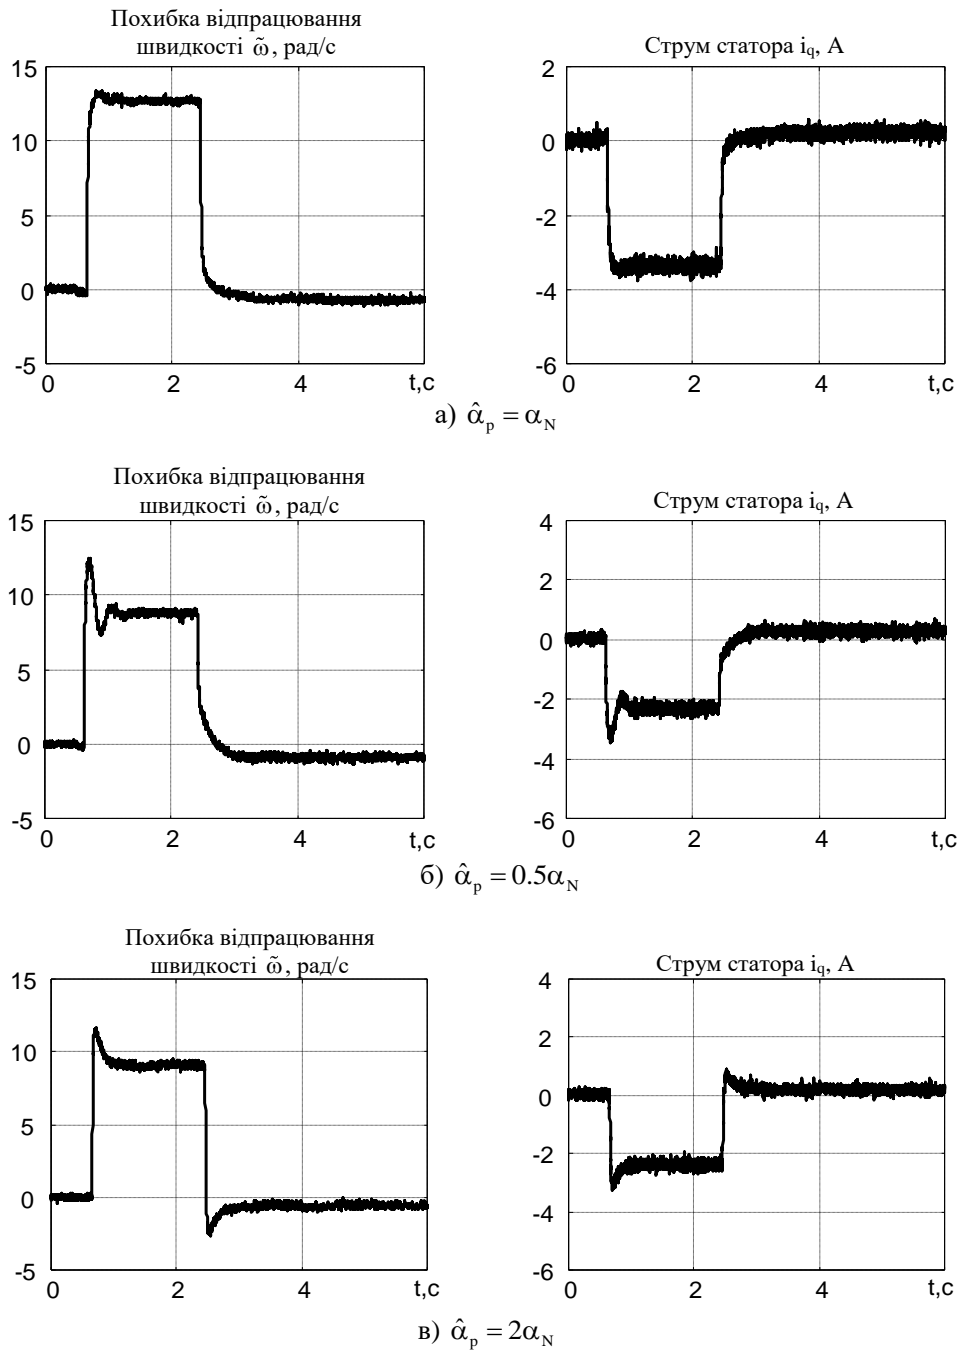 Похибка відпрацювання
швидкості ω̃, рад/с
Струм статора i_q, А
15
10
5
0
-5
0
2
4
t,c
2
0
-2
-4
-6
0
2
4
t,c
а) α̂_p = α_N
Похибка відпрацювання
швидкості ω̃, рад/с
Струм статора i_q, А
15
10
5
0
-5
0
2
4
t,c
4
2
0
-2
-4
-6
0
2
4
t,c
б) α̂_p = 0.5α_N
Похибка відпрацювання
швидкості ω̃, рад/с
Струм статора i_q, А
15
10
5
0
-5
0
2
4
t,c
4
2
0
-2
-4
-6
0
2
4
t,c
в) α̂_p = 2α_N